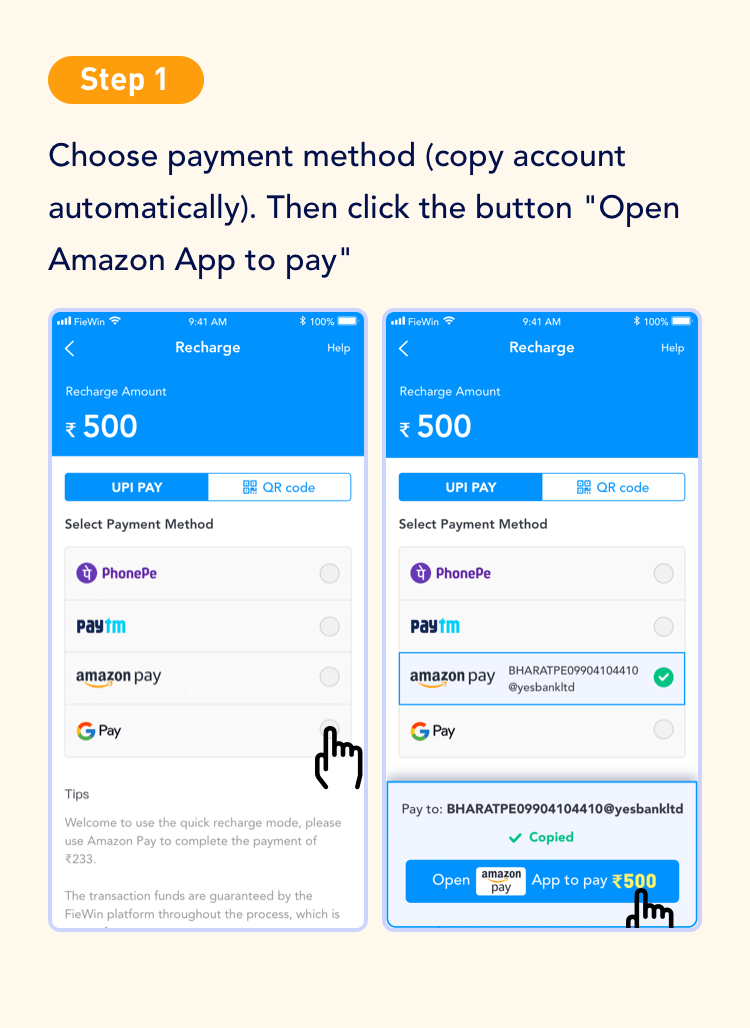 Step 1
Choose payment method (copy account
automatically). Then click the button "Open
Amazon App to pay"
FieWin 9:41 AM 100%
Recharge Help
Recharge Amount
₹ 500
UPI PAY QR code
Select Payment Method
पे PhonePe
paytm
amazon pay
G Pay
Tips
Welcome to use the quick recharge mode, please
use Amazon Pay to complete the payment of
₹233.
The transaction funds are guaranteed by the
FieWin platform throughout the process, which is
FieWin 9:41 AM 100%
Recharge Help
Recharge Amount
₹ 500
UPI PAY QR code
Select Payment Method
पे PhonePe
paytm
amazon pay BHARATPE09904104410
@yesbankltd
G Pay
Pay to: BHARATPE09904104410@yesbankltd
Copied
Open amazon pay App to pay ₹500